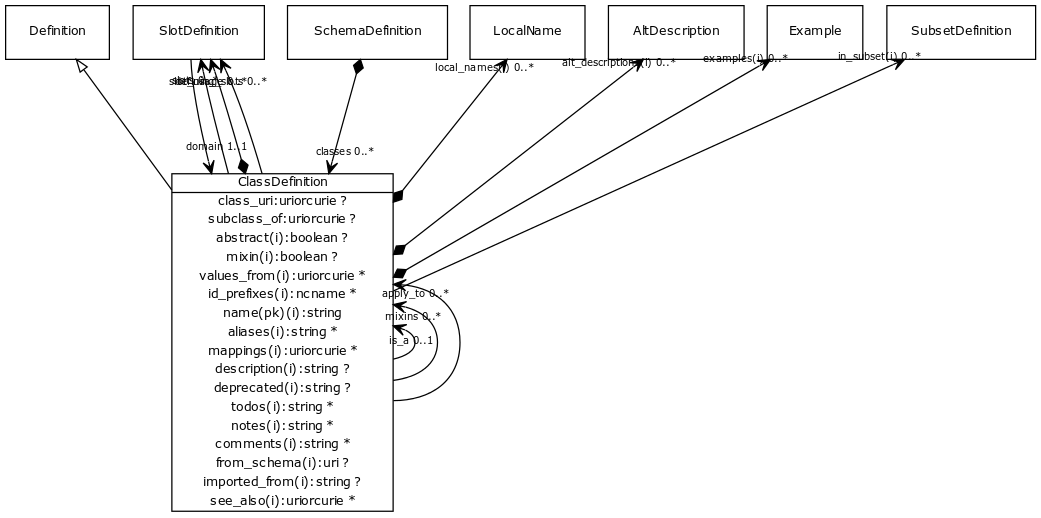 Definition
SlotDefinition
SchemaDefinition
LocalName
AltDescription
Example
SubsetDefinition
local_names(i) 0..*
alt_descriptions(i) 0..*
examples(i) 0..*
in_subset(i) 0..*
domain 1..1
classes 0..*
ClassDefinition
class_uri:uriorcurie ?
subclass_of:uriorcurie ?
abstract(i):boolean ?
mixin(i):boolean ?
values_from(i):uriorcurie *
id_prefixes(i):ncname *
name(pk)(i):string
aliases(i):string *
mappings(i):uriorcurie *
description(i):string ?
deprecated(i):string ?
todos(i):string *
notes(i):string *
comments(i):string *
from_schema(i):uri ?
imported_from(i):string ?
see_also(i):uriorcurie *
apply_to 0..*
mixins 0..*
is_a 0..1